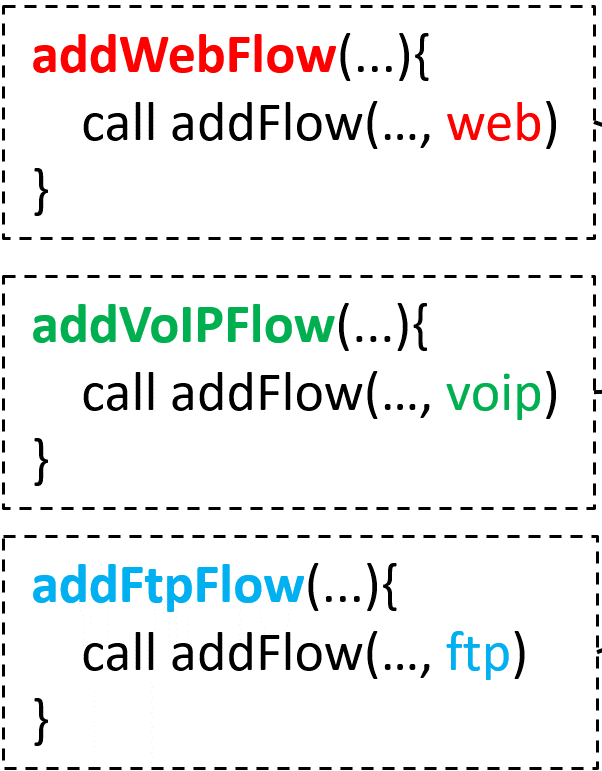 addWebFlow(...){
call addFlow(..., web)
}
addVoIPFlow(...){
call addFlow(..., voip)
}
addFtpFlow(...){
call addFlow(..., ftp)
}